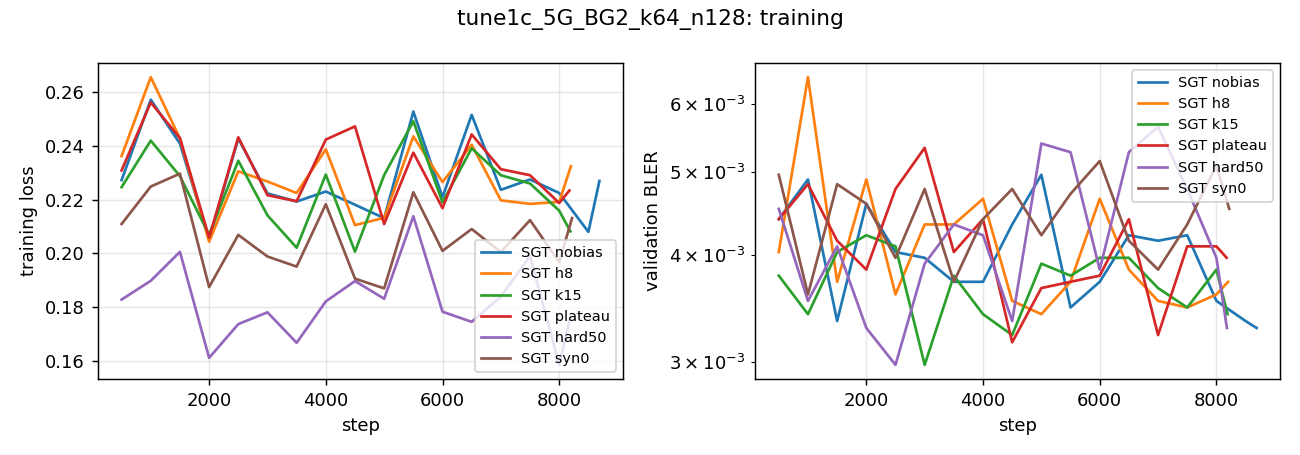 tune1c_5G_BG2_k64_n128: training
training loss
0.26
0.24
0.22
0.20
0.18
0.16
2000
4000
6000
8000
step
SGT nobias
SGT h8
SGT k15
SGT plateau
SGT hard50
SGT syn0
validation BLER
6 × 10⁻³
5 × 10⁻³
4 × 10⁻³
3 × 10⁻³
2000
4000
6000
8000
step
SGT nobias
SGT h8
SGT k15
SGT plateau
SGT hard50
SGT syn0